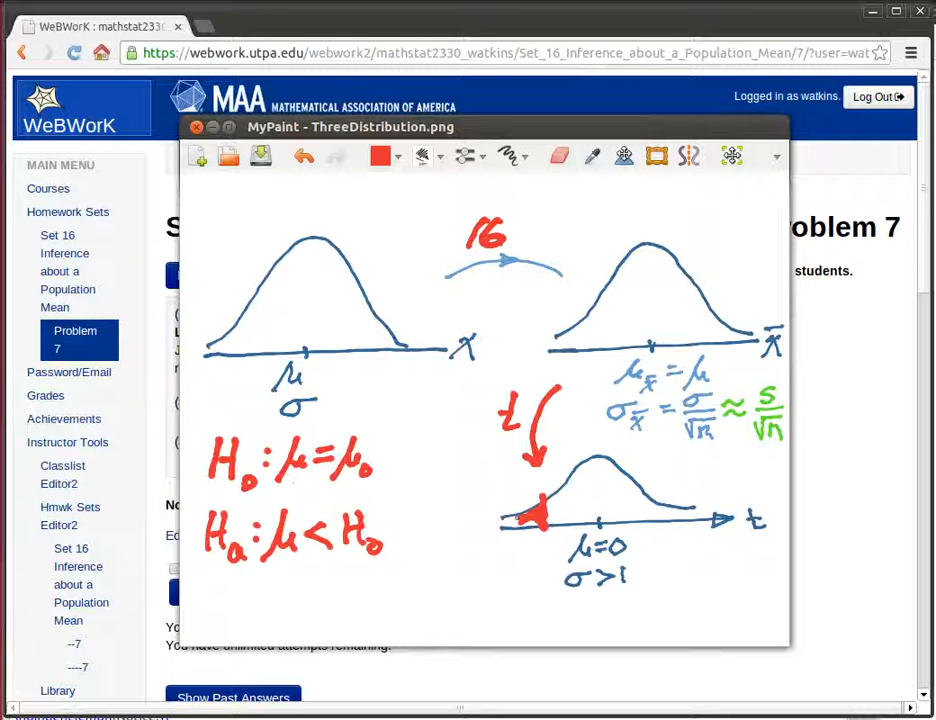 WeBWorK : mathstat233
https://webwork.utpa.edu/webwork2/mathstat2330_watkins/Set_16_Inference_about_a_Population_Mean/7/?user=wat
WeBWorK
MAA MATHEMATICAL ASSOCIATION OF AMERICA
Logged in as watkins.
Log Out
MyPaint - ThreeDistribution.png
MAIN MENU
Courses
Homework Sets
Set 16
Inference
about a
Population
Mean
Problem
7
Password/Email
Grades
Achievements
Instructor Tools
Classlist
Editor2
Hmwk Sets
Editor2
Set 16
Inference
about a
Population
Mean
--7
----7
Library
S
oblem 7
students.
16
x
x̄
μ
σ
μx̄ = μ
σx̄ = σ/√n ≈ s/√n
t
H₀: μ = μ₀
Hₐ: μ < H₀
t
μ=0
σ>1
You have unlimited attempts remaining.
Show Past Answers